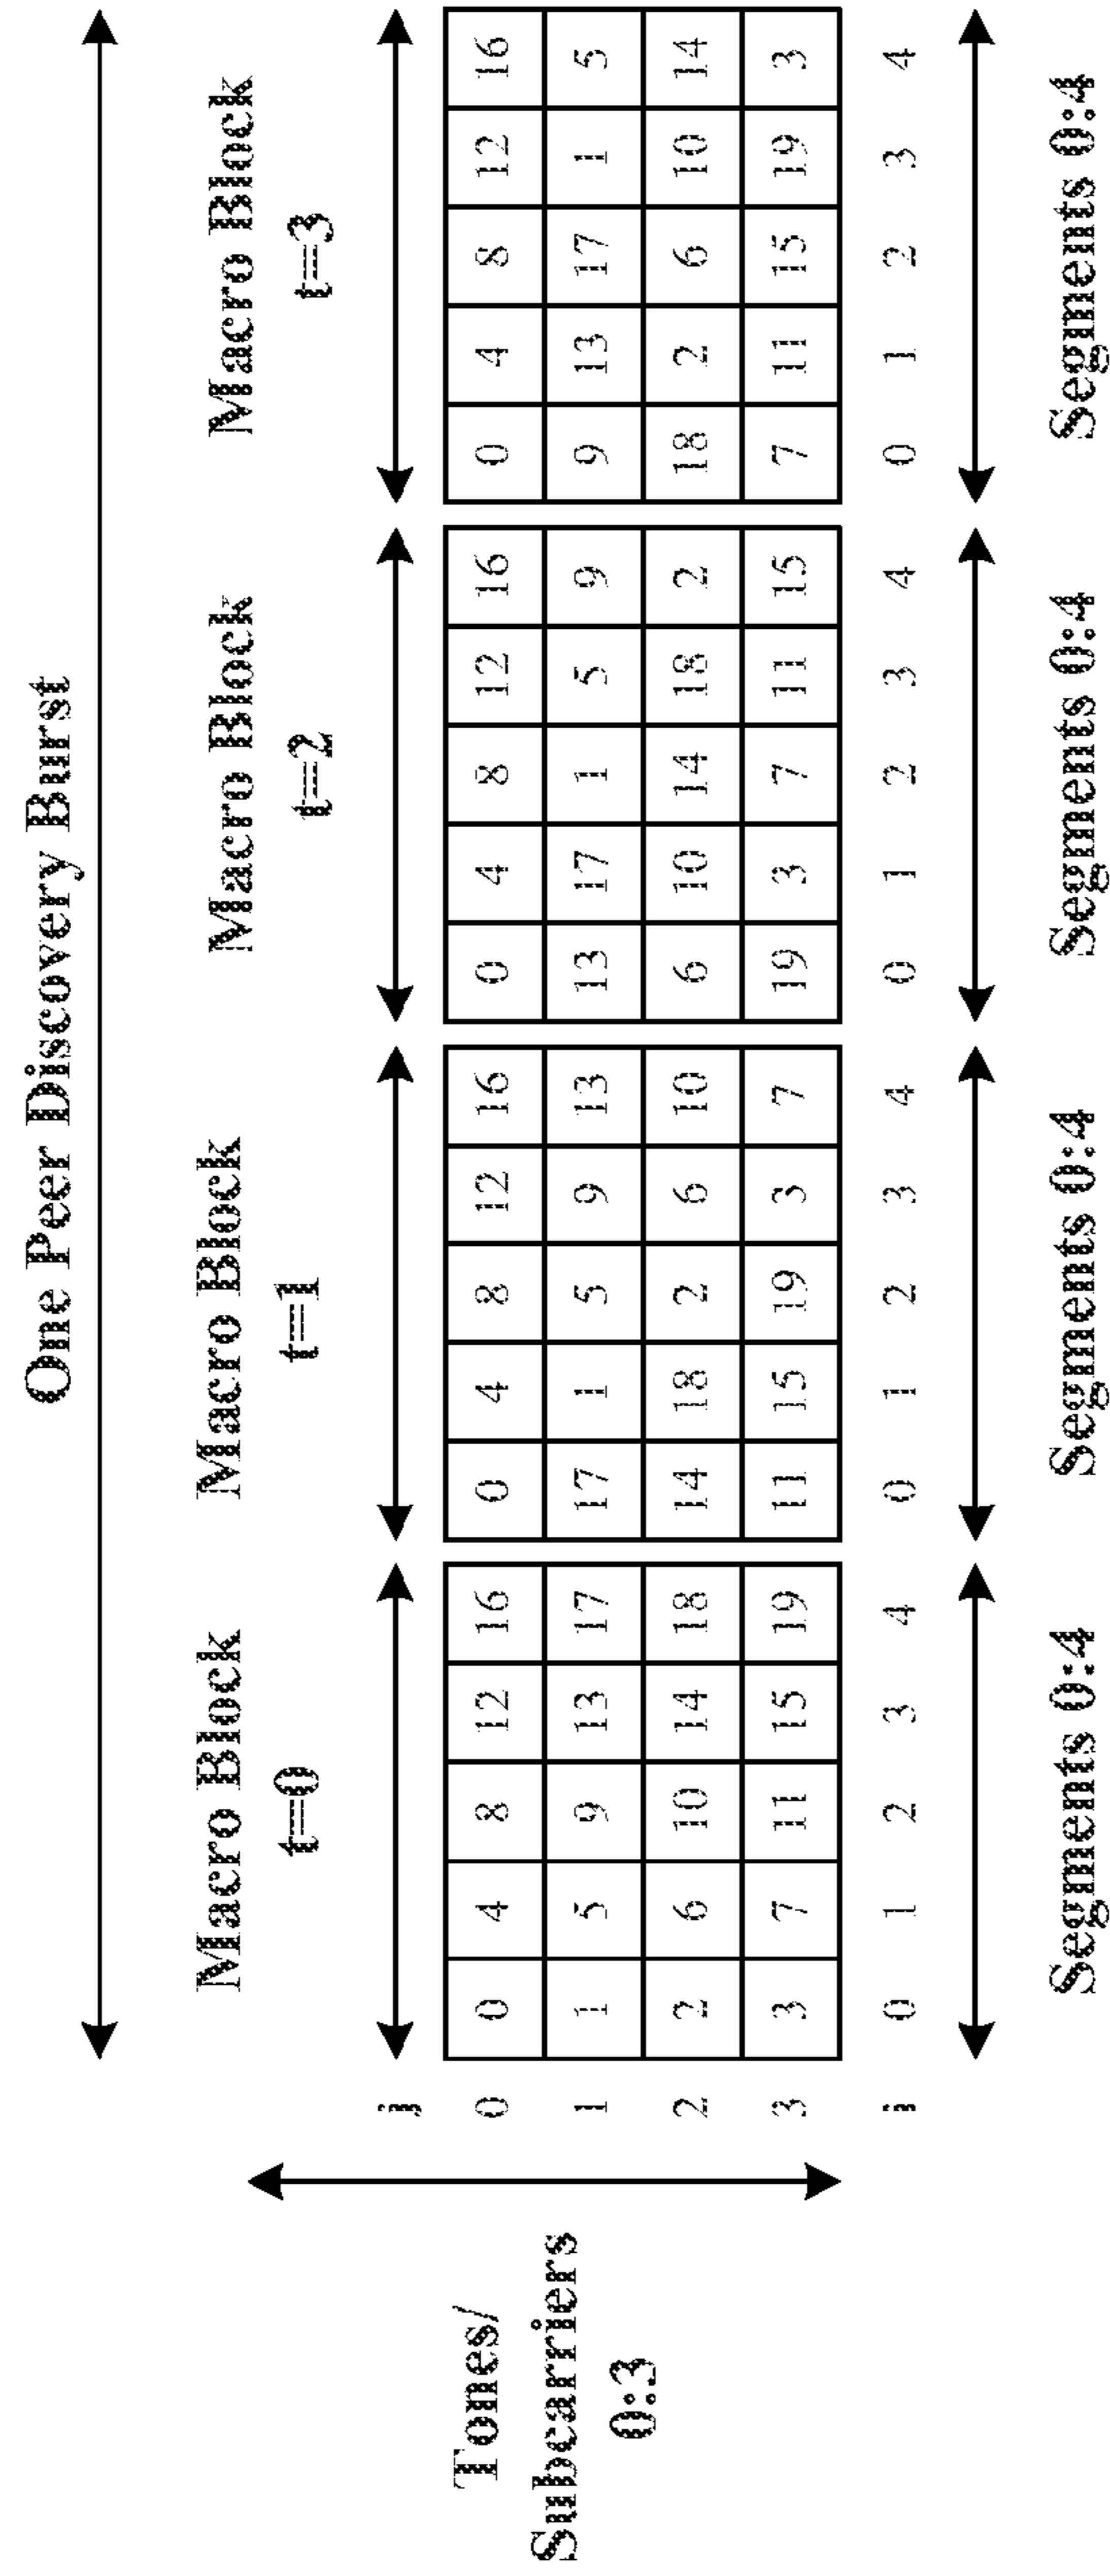 One Peer Discovery Burst
Macro Block Macro Block Macro Block Macro Block
t=0 t=1 t=2 t=3
j
Tones/
Subcarriers
0:3
0 0 4 8 12 16 0 4 8 12 16 0 4 8 12 16 0 4 8 12 16
1 1 5 9 13 17 17 1 5 9 13 13 17 1 5 9 9 13 17 1 5
2 2 6 10 14 18 14 18 2 6 10 6 10 14 18 2 18 2 6 10 14
3 3 7 11 15 19 11 15 19 3 7 19 3 7 11 15 7 11 15 19 3
i 0 1 2 3 4 0 1 2 3 4 0 1 2 3 4 0 1 2 3 4
Segments 0:4 Segments 0:4 Segments 0:4 Segments 0:4